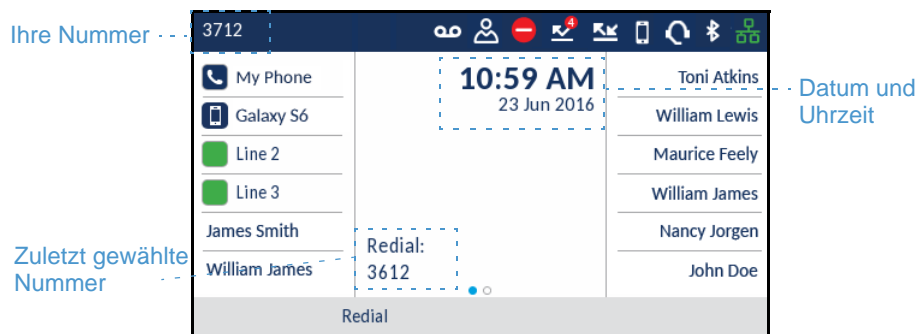 Ihre Nummer
3712
4
My Phone
Galaxy S6
Line 2
Line 3
James Smith
William James
10:59 AM
23 Jun 2016
Redial:
3612
Toni Atkins
William Lewis
Maurice Feely
William James
Nancy Jorgen
John Doe
Redial
Datum und
Uhrzeit
Zuletzt gewählte
Nummer